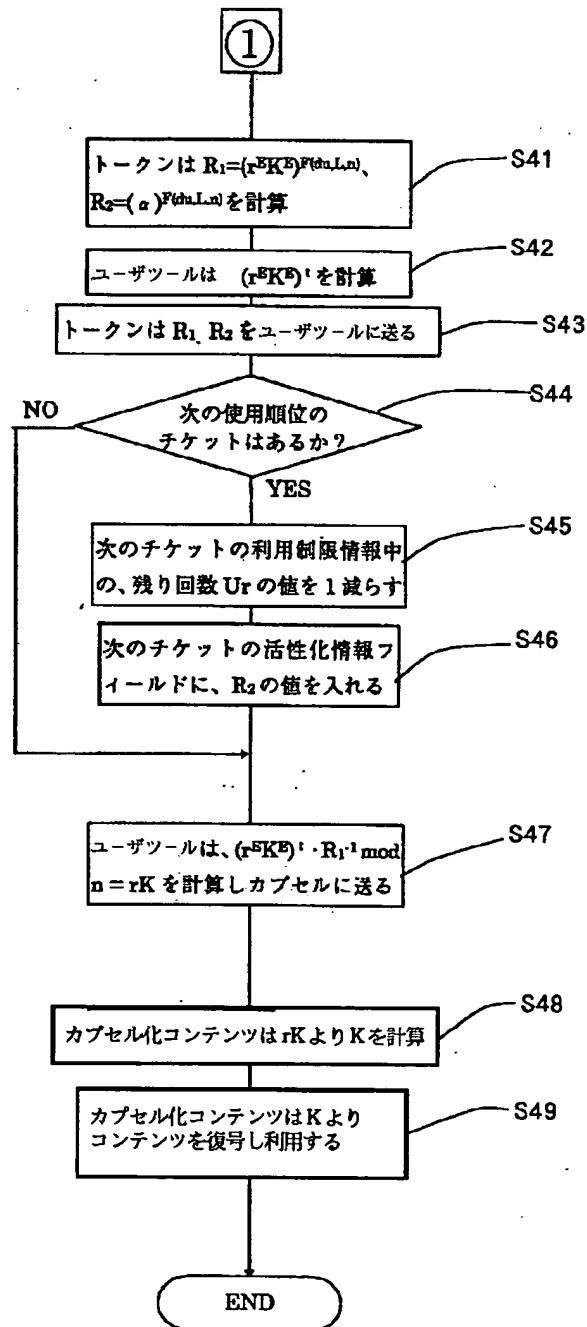 ①
トークンは R₁=(r^E K^E)^F(du,L,n)、
R₂=(α)^F(du,L,n)を計算
S41
ユーザツールは (r^E K^E)^t を計算
S42
トークンは R₁、R₂をユーザツールに送る
S43
次の使用順位の
チケットはあるか?
S44
NO
YES
次のチケットの利用制限情報中
の、残り回数 Ur の値を 1 減らす
S45
次のチケットの活性化情報フ
ィールドに、R₂の値を入れる
S46
ユーザツールは、(r^E K^E)^t・R₁^-1 mod
n = rK を計算しカプセルに送る
S47
カプセル化コンテンツは rK より K を計算
S48
カプセル化コンテンツは K より
コンテンツを復号し利用する
S49
END